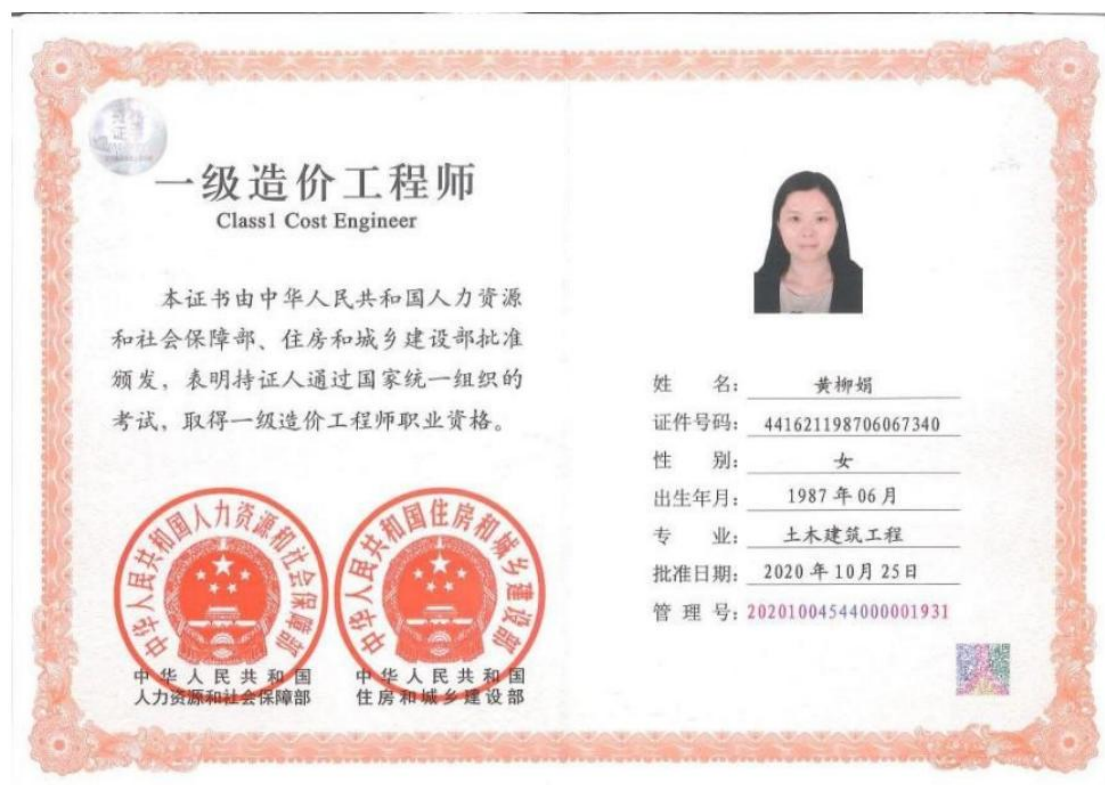 一级造价工程师
Class1 Cost Engineer
本证书由中华人民共和国人力资源
和社会保障部、住房和城乡建设部批准
颁发，表明持证人通过国家统一组织的
考试，取得一级造价工程师职业资格。
中华人民共和国人力资源和社会保障部
中华人民共和国住房和城乡建设部
中华人民共和国
人力资源和社会保障部
中华人民共和国
住房和城乡建设部
姓名：黄柳娟
证件号码：441621198706067340
性别：女
出生年月：1987年06月
专业：土木建筑工程
批准日期：2020年10月25日
管理号：20201004544000001931